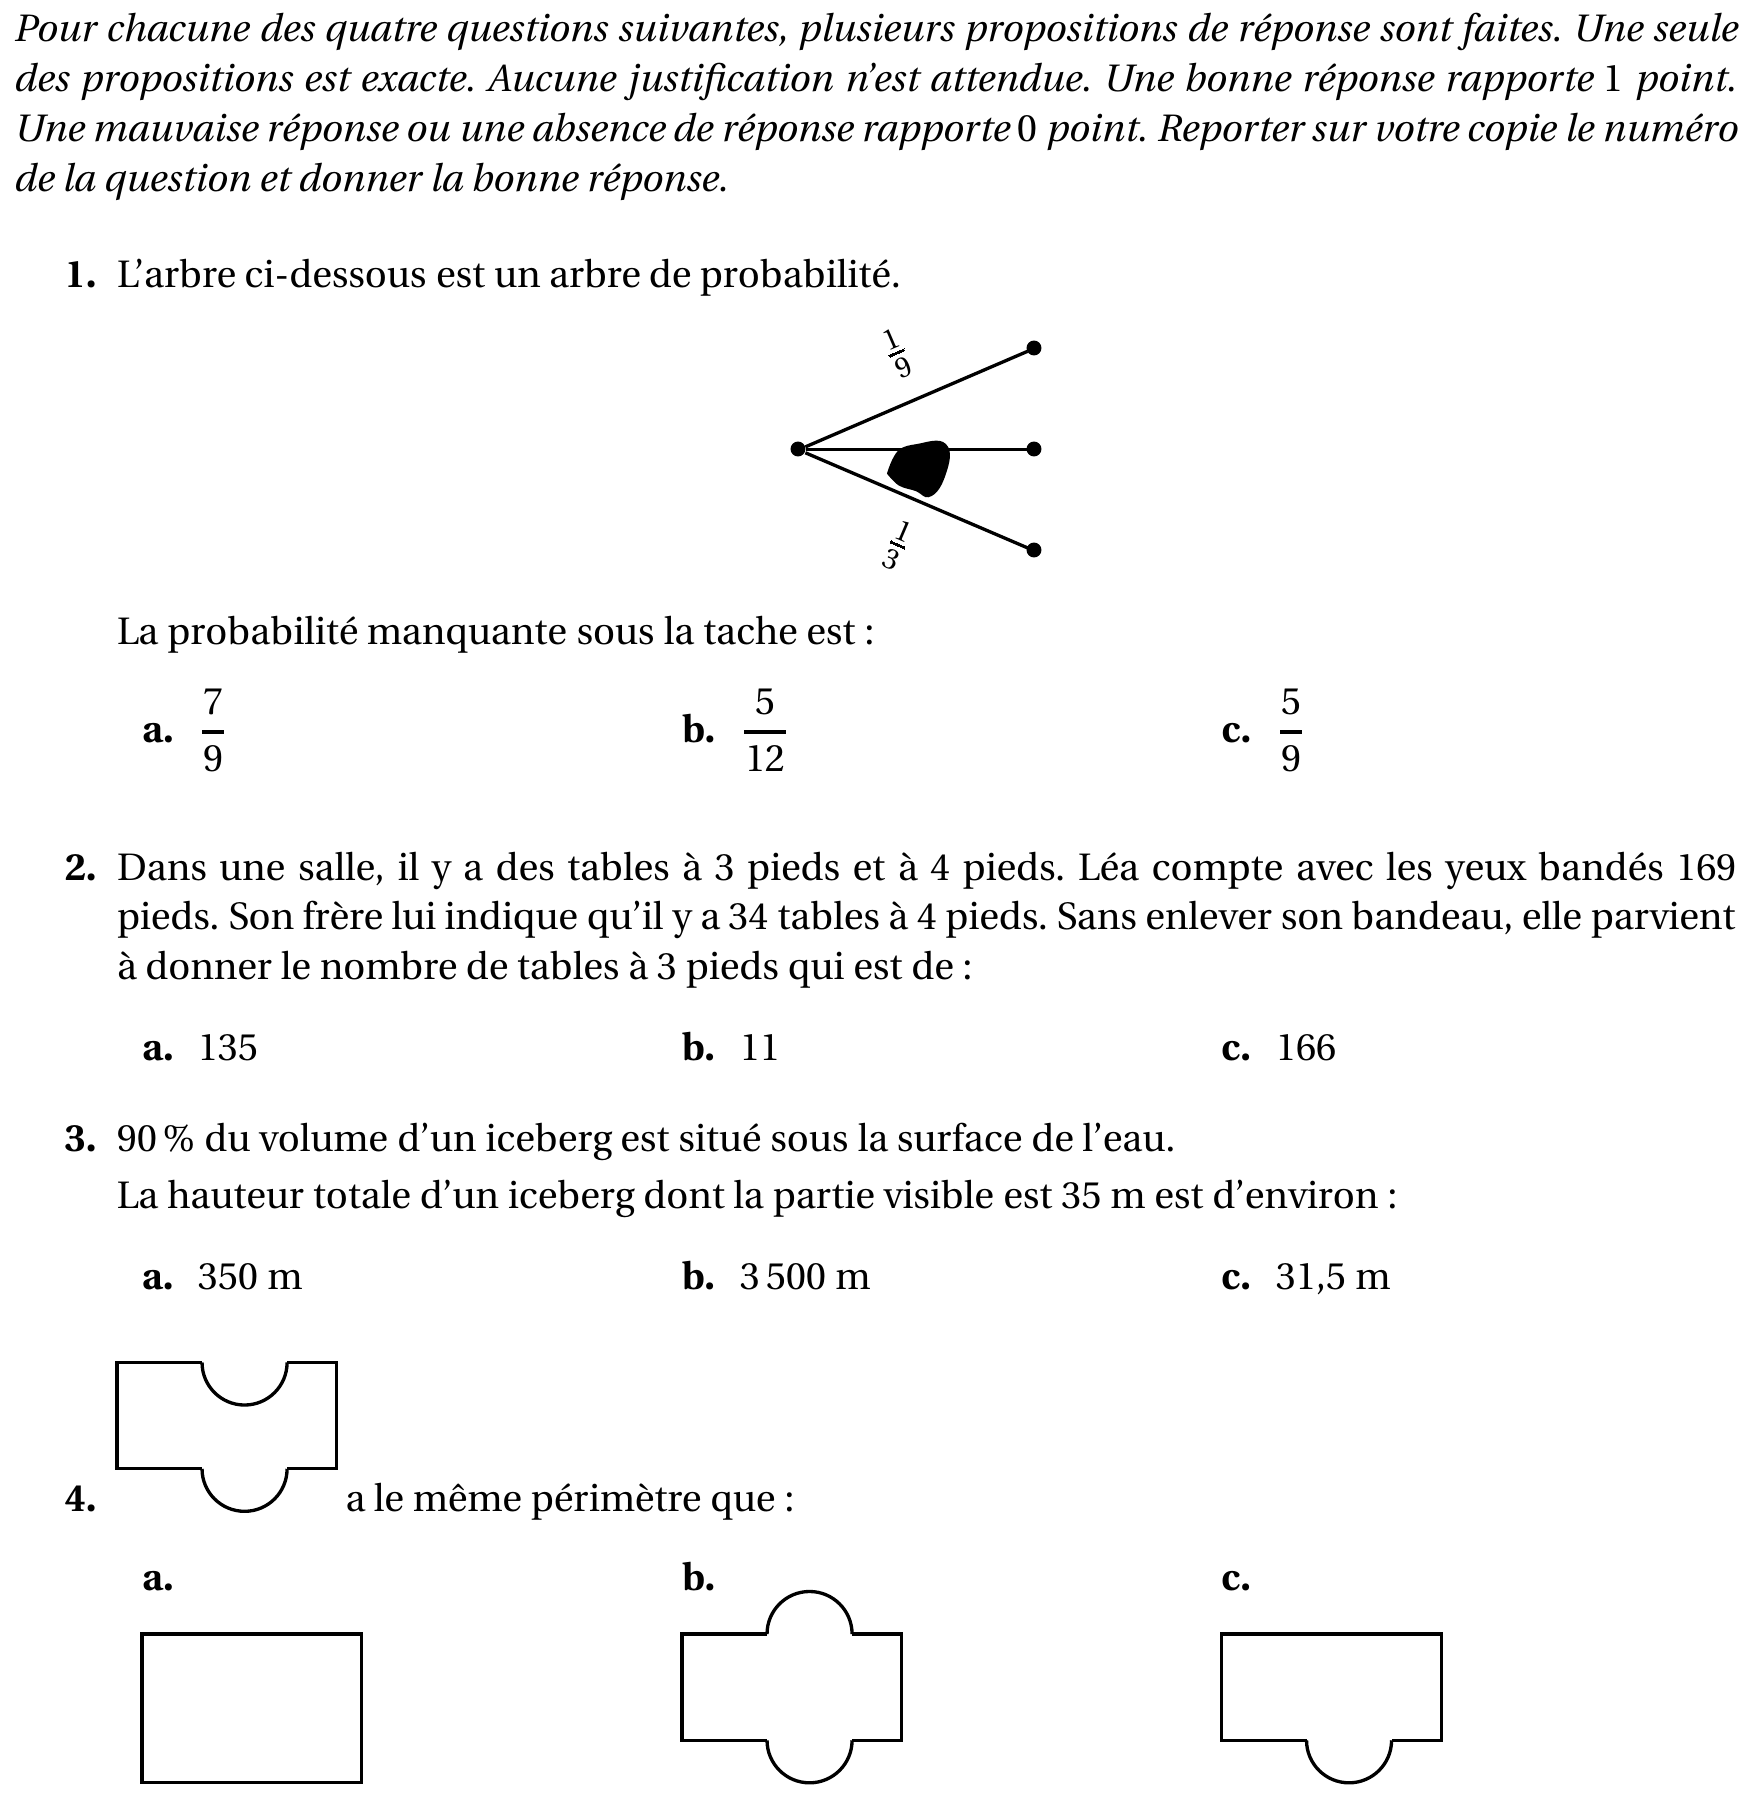 Pour chacune des quatre questions suivantes, plusieurs propositions de réponse sont faites. Une seule
des propositions est exacte. Aucune justification n'est attendue. Une bonne réponse rapporte 1 point.
Une mauvaise réponse ou une absence de réponse rapporte 0 point. Reporter sur votre copie le numéro
de la question et donner la bonne réponse.
1. L'arbre ci-dessous est un arbre de probabilité.
1/9
1/3
La probabilité manquante sous la tache est :
a. 7/9 b. 5/12 c. 5/9
2. Dans une salle, il y a des tables à 3 pieds et à 4 pieds. Léa compte avec les yeux bandés 169
pieds. Son frère lui indique qu'il y a 34 tables à 4 pieds. Sans enlever son bandeau, elle parvient
à donner le nombre de tables à 3 pieds qui est de :
a. 135 b. 11 c. 166
3. 90 % du volume d'un iceberg est situé sous la surface de l'eau.
La hauteur totale d'un iceberg dont la partie visible est 35 m est d'environ :
a. 350 m b. 3 500 m c. 31,5 m
4. a le même périmètre que :
a. b. c.